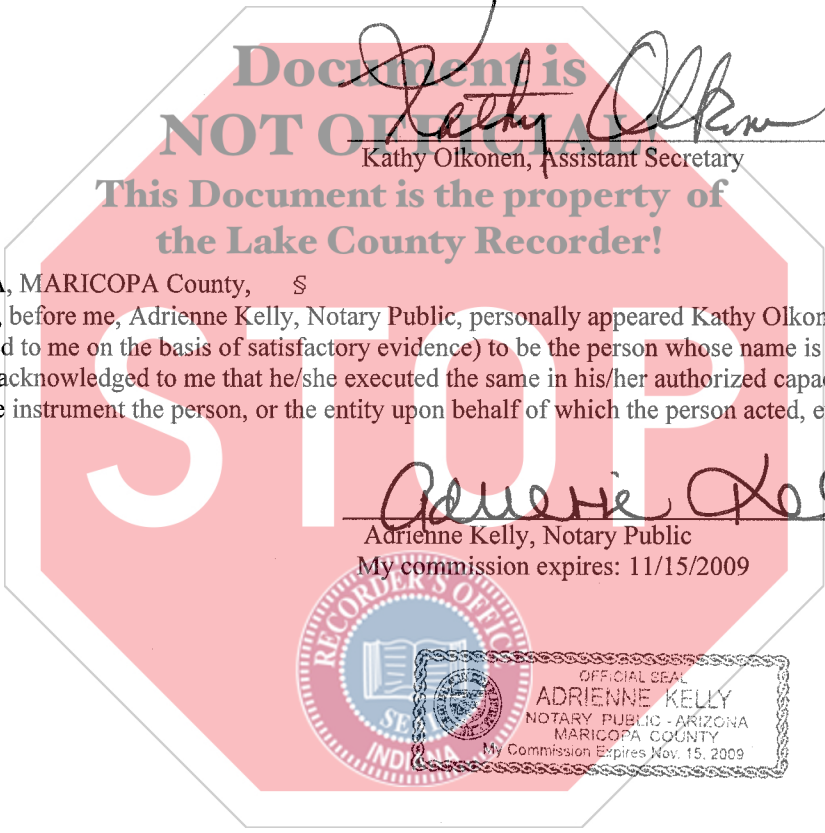 Kathy Olkonen
Document is
NOT OFFICIAL!
Kathy Olkonen, Assistant Secretary
This Document is the property of
the Lake County Recorder!
, MARICOPA County, §
, before me, Adrienne Kelly, Notary Public, personally appeared Kathy Olkon
d to me on the basis of satisfactory evidence) to be the person whose name is
acknowledged to me that he/she executed the same in his/her authorized capac
e instrument the person, or the entity upon behalf of which the person acted, e
STOP
Adrienne Kel
Adrienne Kelly, Notary Public
My commission expires: 11/15/2009
RECORDER'S OFFICE
SEAL
INDIANA
OFFICIAL SEAL
ADRIENNE KELLY
NOTARY PUBLIC - ARIZONA
MARICOPA COUNTY
My Commission Expires Nov. 15, 2009